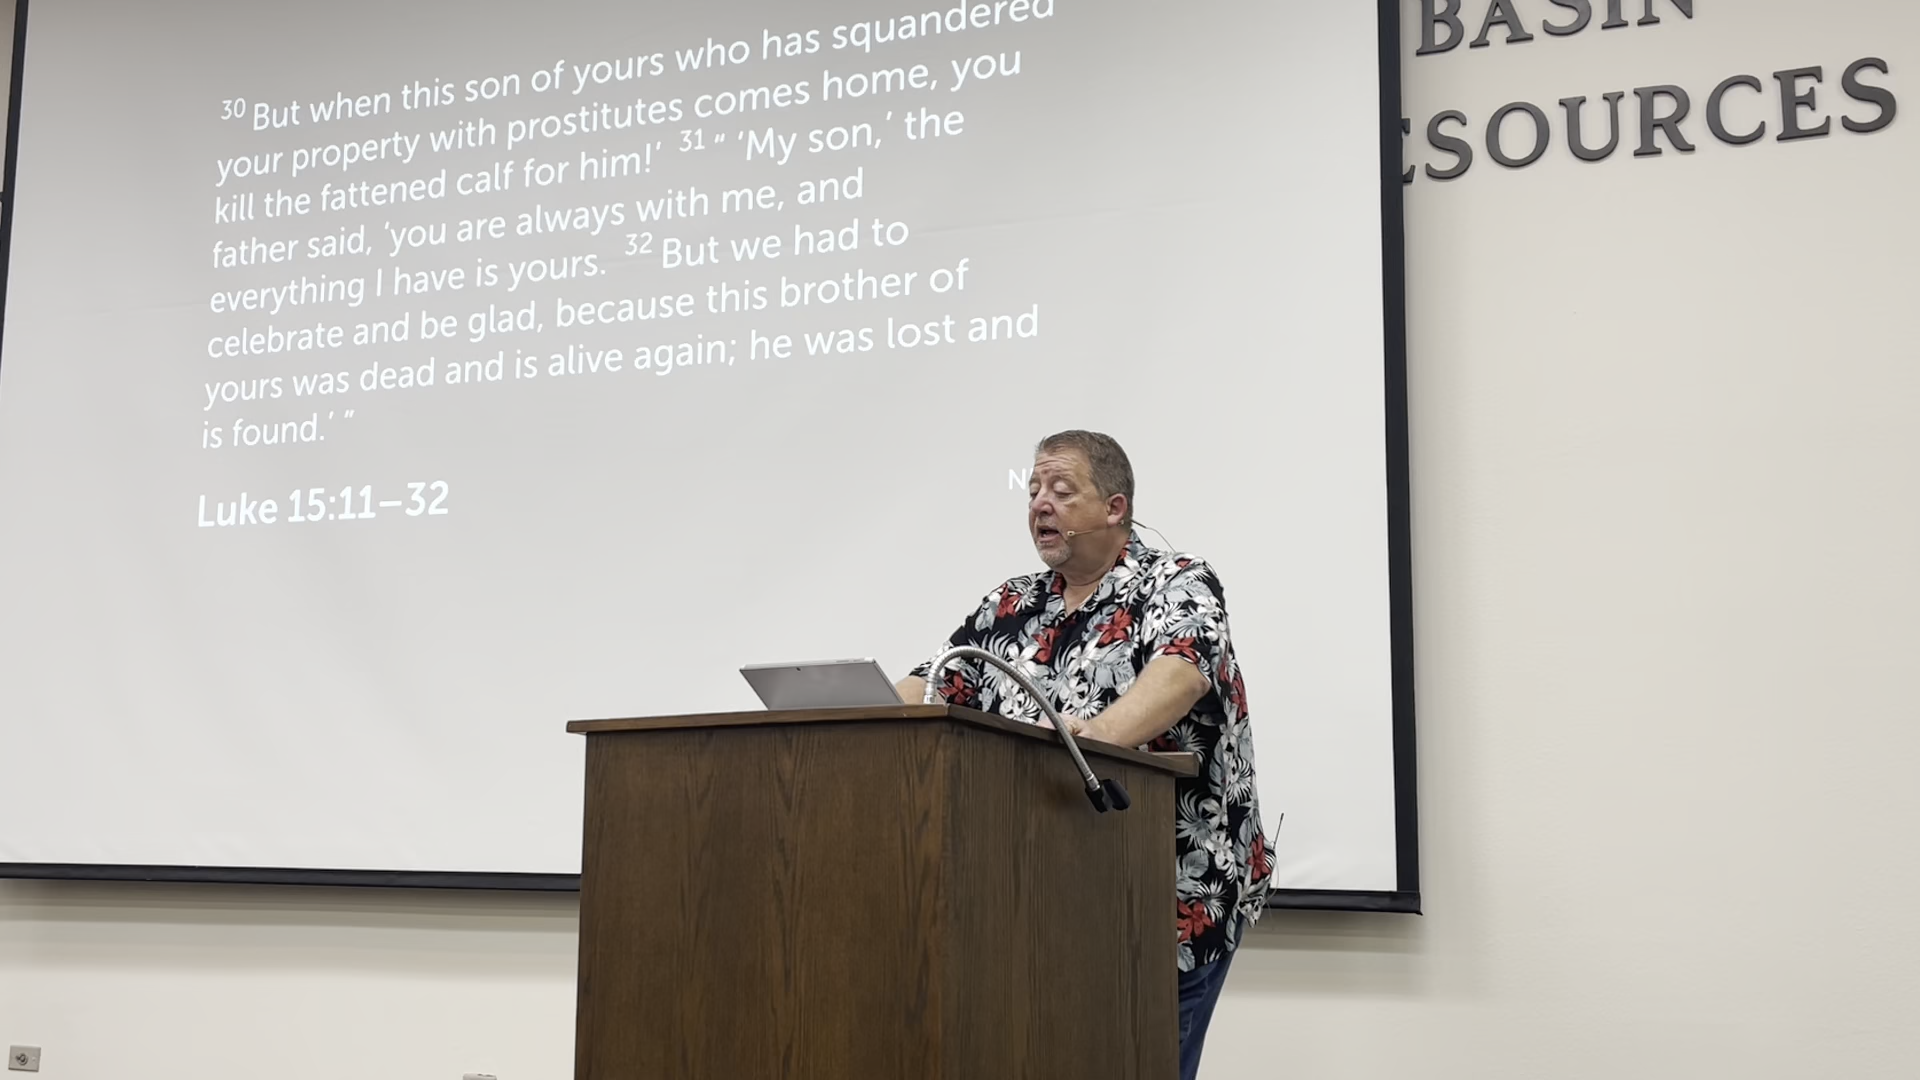 30 But when this son of yours who has squandered
your property with prostitutes comes home, you
kill the fattened calf for him!’ 31 “ ‘My son,’ the
father said, ‘you are always with me, and
everything I have is yours. 32 But we had to
celebrate and be glad, because this brother of
yours was dead and is alive again; he was lost and
is found.’ ”
Luke 15:11–32
BASIN
ESOURCES